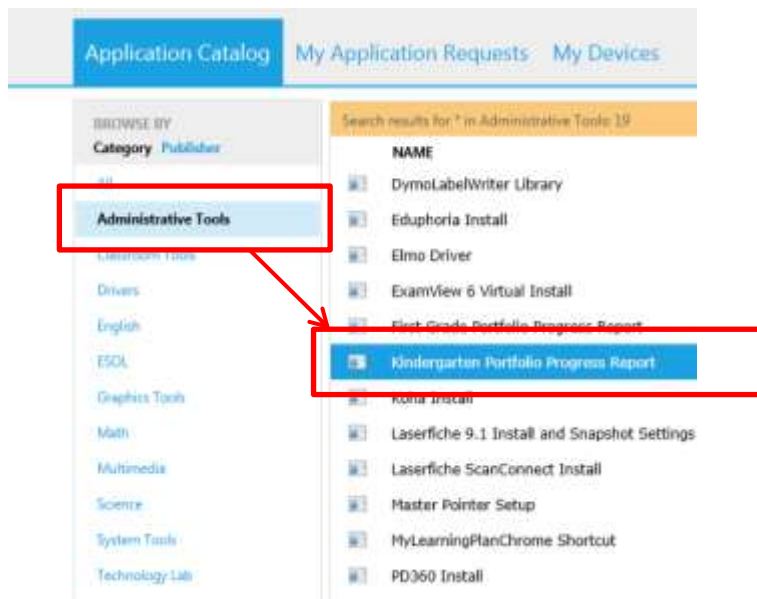 Application Catalog My Application Requests My Devices
BROWSE BY
Category Publisher
All
Administrative Tools
Classroom Tools
Drivers
English
ESOL
Graphics Tools
Math
Multimedia
Science
System Tools
Technology Lab
Search results for * in Administrative Tools: 19
NAME
DymoLabelWriter Library
Eduphoria Install
Elmo Driver
ExamView 6 Virtual Install
First Grade Portfolio Progress Report
Kindergarten Portfolio Progress Report
Koha Install
Laserfiche 9.1 Install and Snapshot Settings
Laserfiche ScanConnect Install
Master Pointer Setup
MyLearningPlanChrome Shortcut
PD360 Install